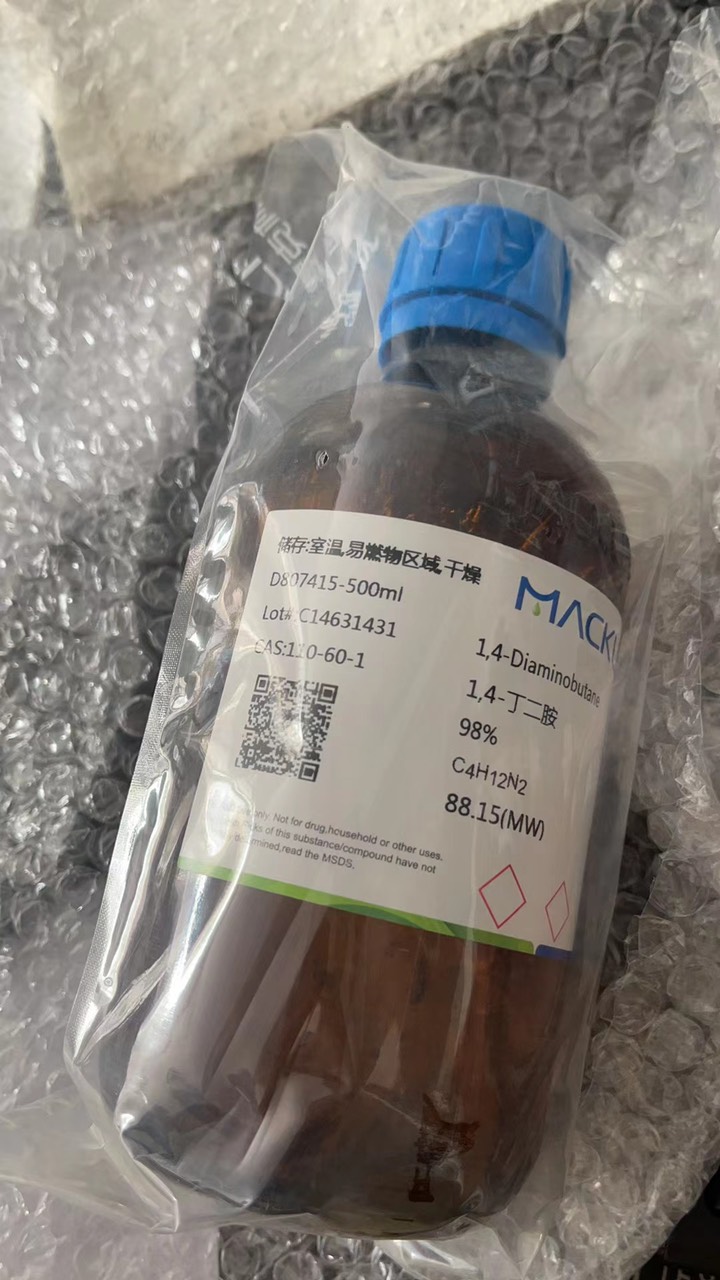 储存:室温,易燃物区域,干燥
D807415-500ml
Lot#:C14631431
CAS:110-60-1
MACK
1,4-Diaminobutane
1,4-丁二胺
98%
C4H12N2
88.15(MW)
only. Not for drug,household or other uses.
of this substance/compound have not
determined,read the MSDS.